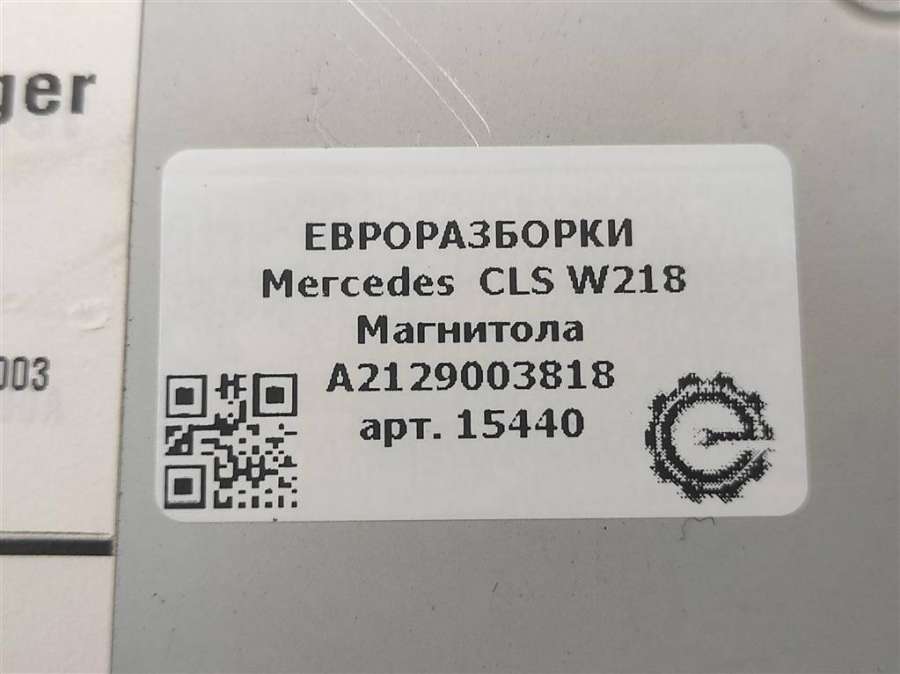 ger
003
ЕВРОРАЗБОРКИ
Mercedes CLS W218
Магнитола
A2129003818
арт. 15440